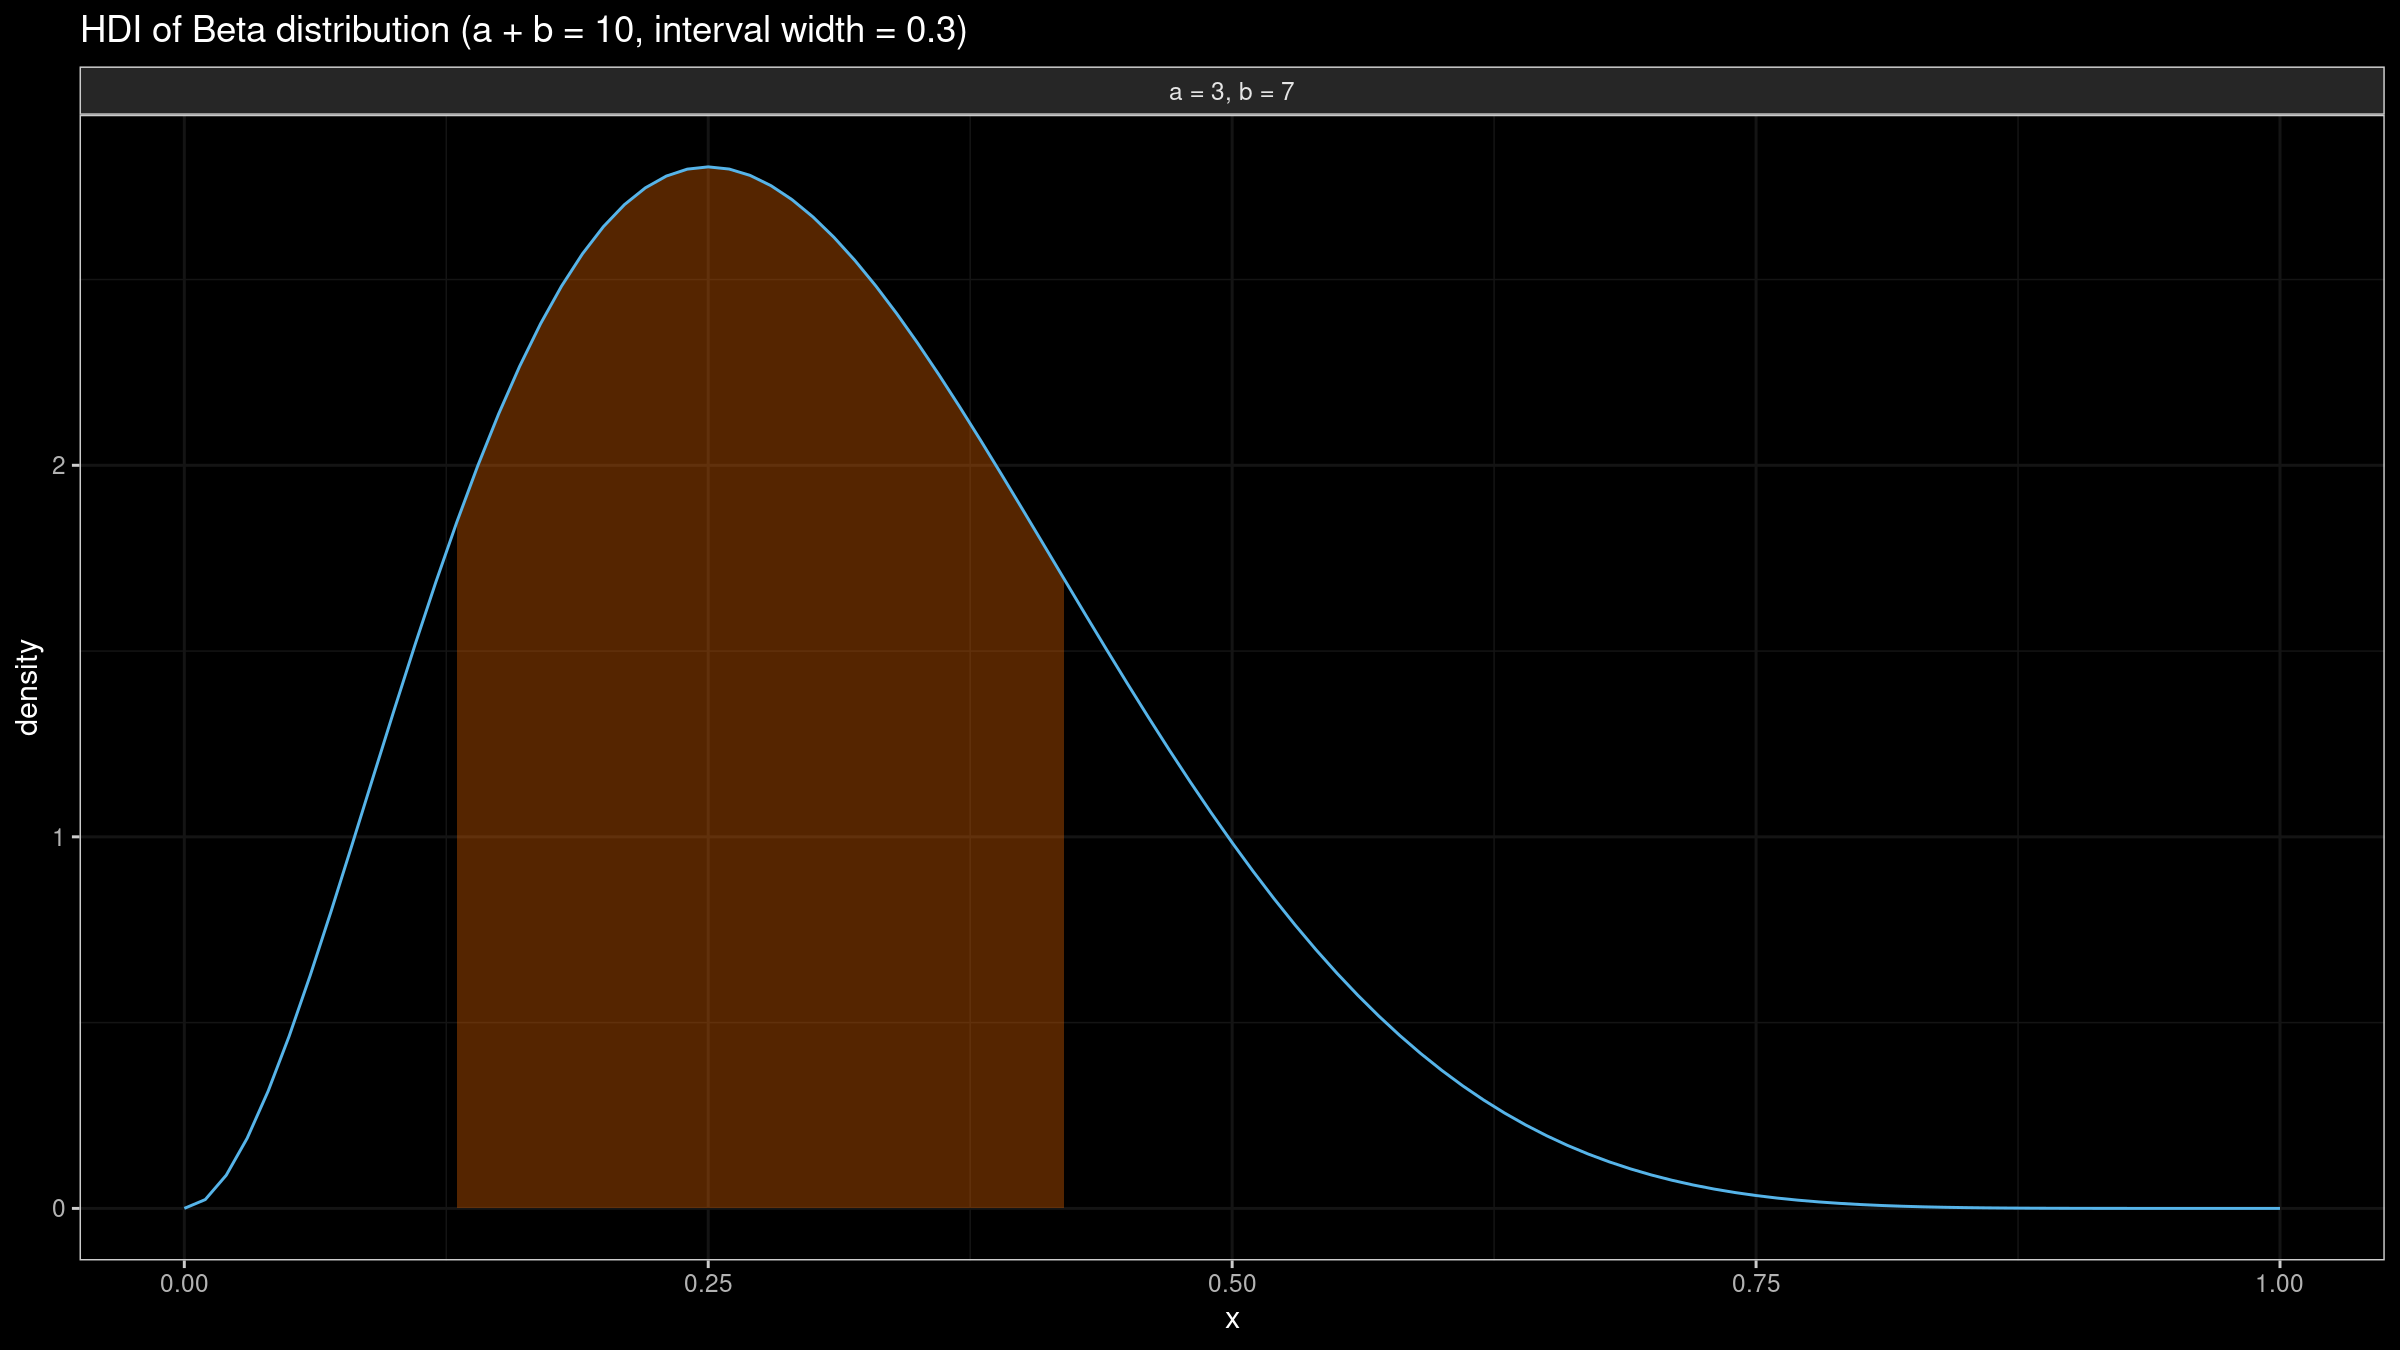 HDI of Beta distribution (a + b = 10, interval width = 0.3)
a = 3, b = 7
density
2
1
0
0.00 0.25 0.50 0.75 1.00
x